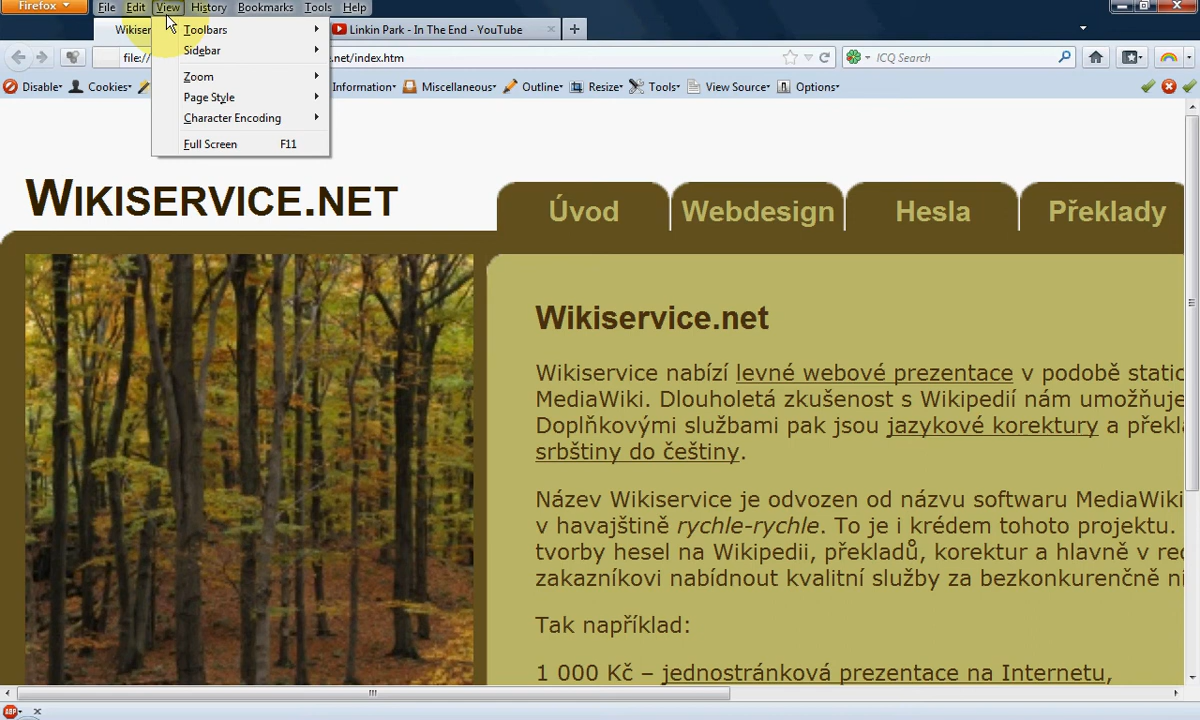 Firefox File Edit View History Bookmarks Tools Help
Linkin Park - In The End - YouTube
file:// .net/index.htm ICQ Search
Disable Cookies Information Miscellaneous Outline Resize Tools View Source Options
Toolbars
Sidebar
Zoom
Page Style
Character Encoding
Full Screen F11
WIKISERVICE.NET
Úvod Webdesign Hesla Překlady
Wikiservice.net
Wikiservice nabízí levné webové prezentace v podobě static
MediaWiki. Dlouholetá zkušenost s Wikipedií nám umožňuje
Doplňkovými službami pak jsou jazykové korektury a překl
srbštiny do češtiny.
Název Wikiservice je odvozen od názvu softwaru MediaWiki
v havajštině rychle-rychle. To je i krédem tohoto projektu.
tvorby hesel na Wikipedii, překladů, korektur a hlavně v red
zakazníkovi nabídnout kvalitní služby za bezkonkurenčně ni
Tak například:
1 000 Kč – jednostránková prezentace na Internetu,
ABP